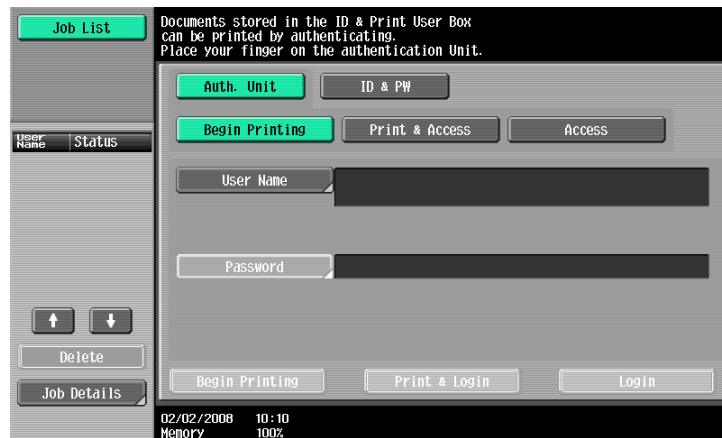 Job List
Documents stored in the ID & Print User Box
can be printed by authenticating.
Place your finger on the authentication Unit.
Auth. Unit
ID & PW
Begin Printing
Print & Access
Access
User Name
Status
User Name
Password
Delete
Job Details
Begin Printing
Print & Login
Login
02/02/2008 10:10
Memory 100%